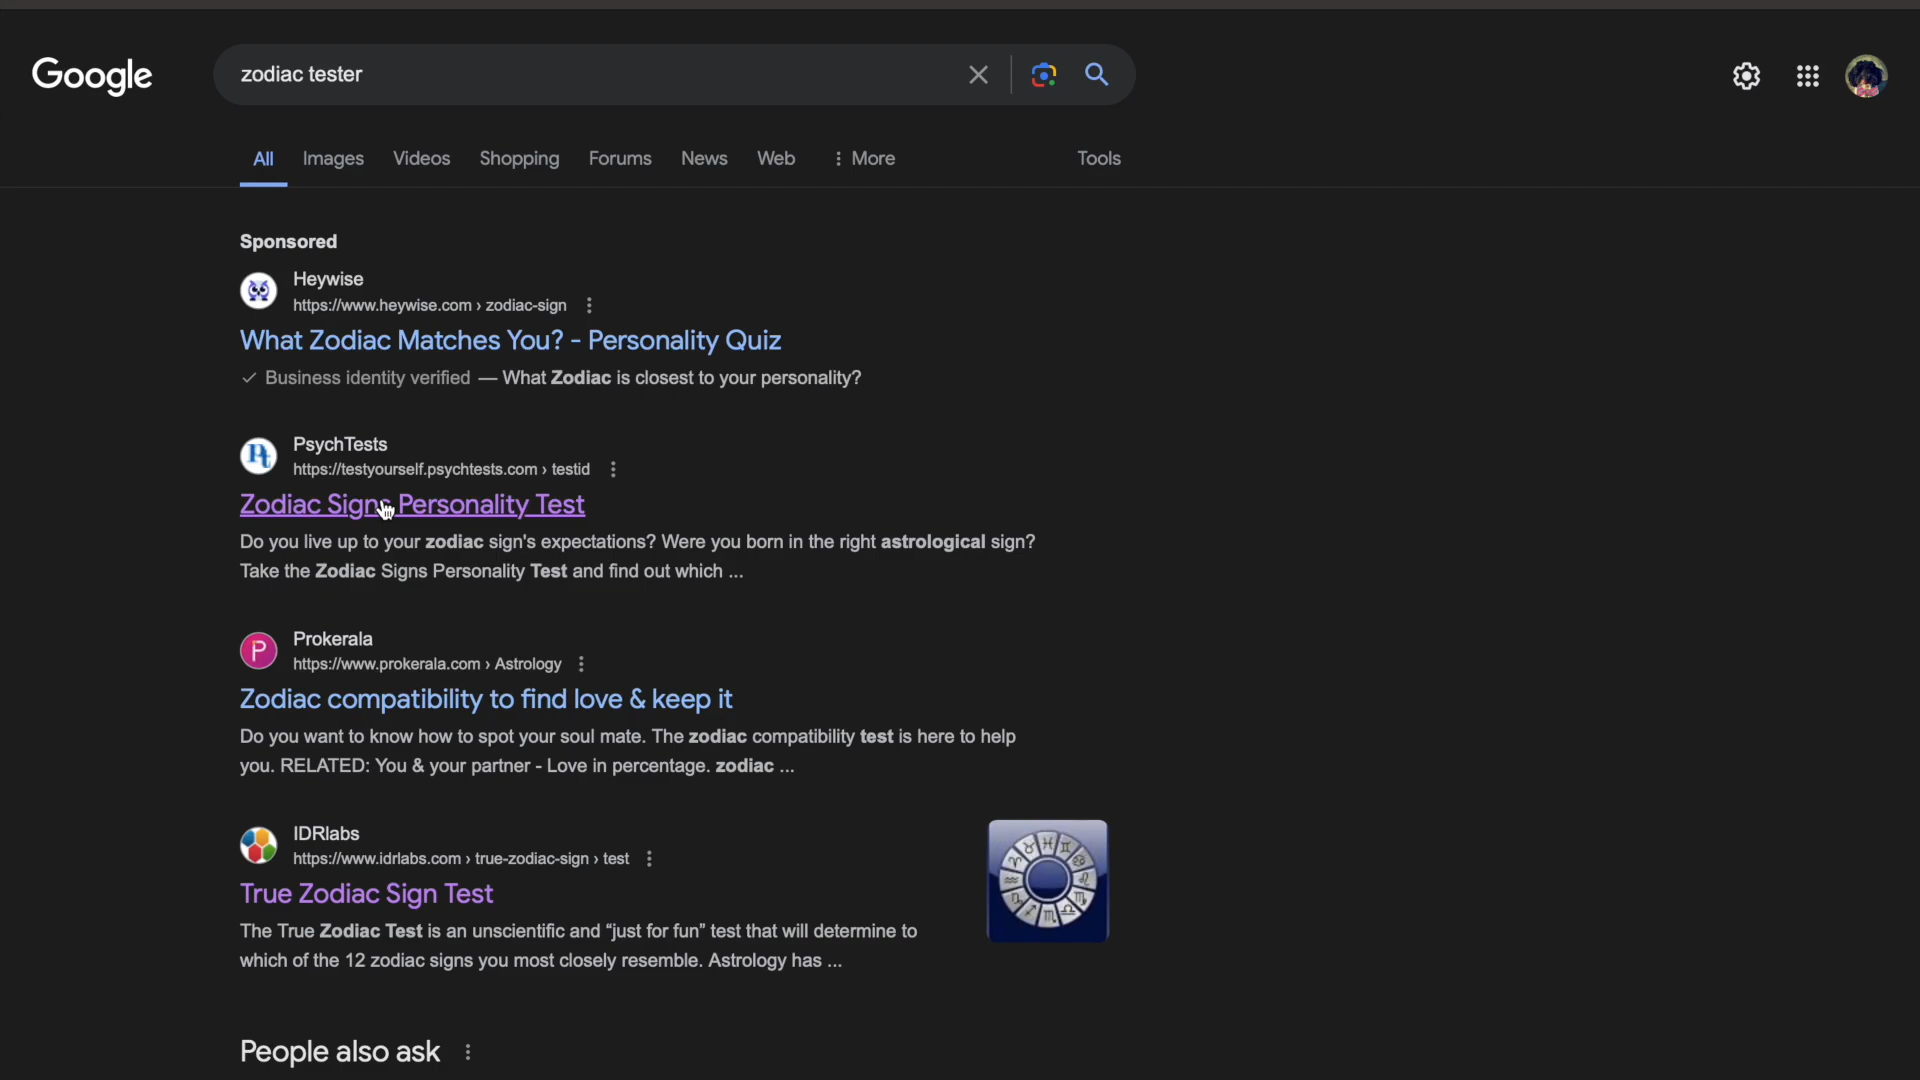 Google
zodiac tester
All Images Videos Shopping Forums News Web More Tools
Sponsored
Heywise
https://www.heywise.com › zodiac-sign
What Zodiac Matches You? - Personality Quiz
Business identity verified — What Zodiac is closest to your personality?
PsychTests
https://testyourself.psychtests.com › testid
Zodiac Signs Personality Test
Do you live up to your zodiac sign's expectations? Were you born in the right astrological sign?
Take the Zodiac Signs Personality Test and find out which ...
P
Prokerala
https://www.prokerala.com › Astrology
Zodiac compatibility to find love & keep it
Do you want to know how to spot your soul mate. The zodiac compatibility test is here to help
you. RELATED: You & your partner - Love in percentage. zodiac ...
IDRlabs
https://www.idrlabs.com › true-zodiac-sign › test
True Zodiac Sign Test
The True Zodiac Test is an unscientific and “just for fun” test that will determine to
which of the 12 zodiac signs you most closely resemble. Astrology has ...
People also ask